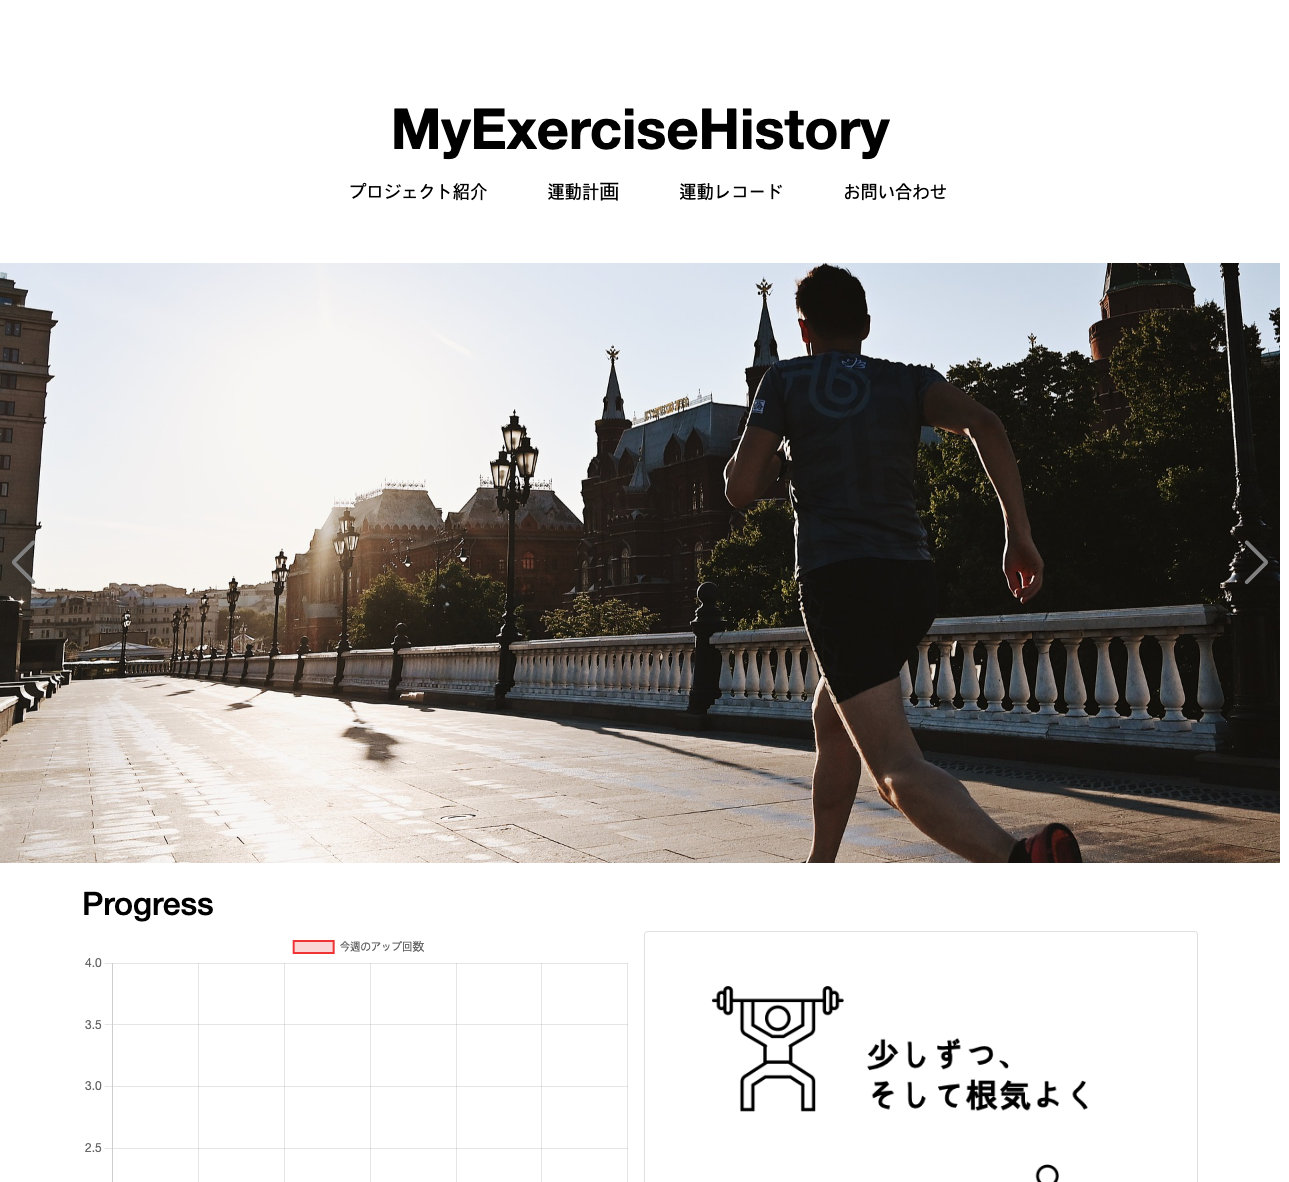 MyExerciseHistory
プロジェクト紹介 運動計画 運動レコード お問い合わせ
Progress
今週のアップ回数
4.0
3.5
3.0
2.5
少しずつ、
そして根気よく